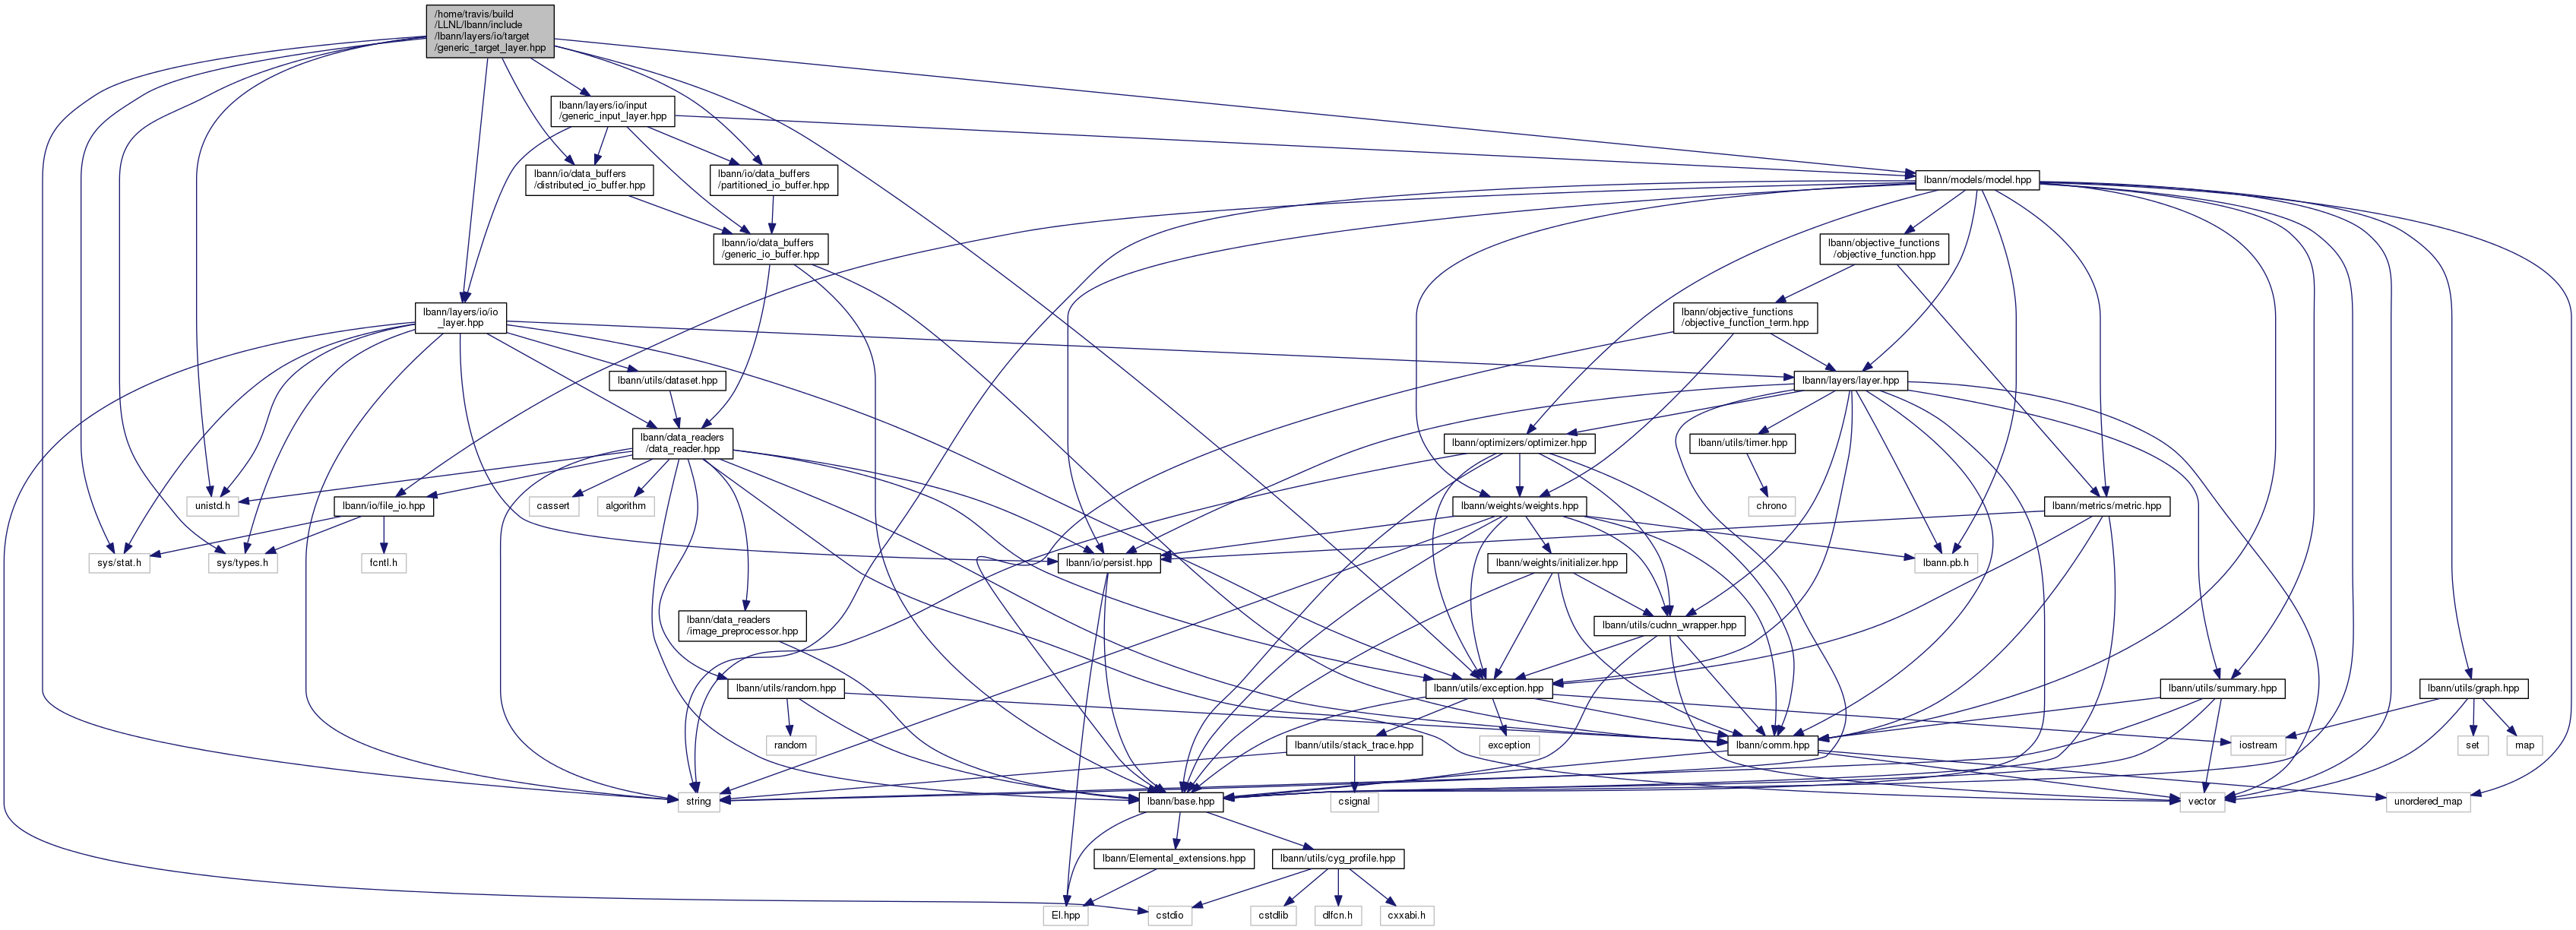 /home/travis/build
/LLNL/lbann/include
/lbann/layers/io/target
/generic_target_layer.hpp
lbann/layers/io/input
/generic_input_layer.hpp
lbann/io/data_buffers
/distributed_io_buffer.hpp
lbann/io/data_buffers
/partitioned_io_buffer.hpp
lbann/models/model.hpp
lbann/io/data_buffers
/generic_io_buffer.hpp
lbann/objective_functions
/objective_function.hpp
lbann/layers/io/io
_layer.hpp
lbann/objective_functions
/objective_function_term.hpp
lbann/utils/dataset.hpp
lbann/layers/layer.hpp
lbann/data_readers
/data_reader.hpp
lbann/optimizers/optimizer.hpp
lbann/utils/timer.hpp
unistd.h
lbann/io/file_io.hpp
cassert
algorithm
lbann/weights/weights.hpp
chrono
lbann/metrics/metric.hpp
sys/stat.h
sys/types.h
fcntl.h
lbann/io/persist.hpp
lbann/weights/initializer.hpp
lbann.pb.h
lbann/data_readers
/image_preprocessor.hpp
lbann/utils/cudnn_wrapper.hpp
lbann/utils/random.hpp
lbann/utils/exception.hpp
lbann/utils/summary.hpp
lbann/utils/graph.hpp
random
lbann/utils/stack_trace.hpp
exception
lbann/comm.hpp
iostream
set
map
string
lbann/base.hpp
csignal
vector
unordered_map
lbann/Elemental_extensions.hpp
lbann/utils/cyg_profile.hpp
El.hpp
cstdio
cstdlib
dlfcn.h
cxxabi.h